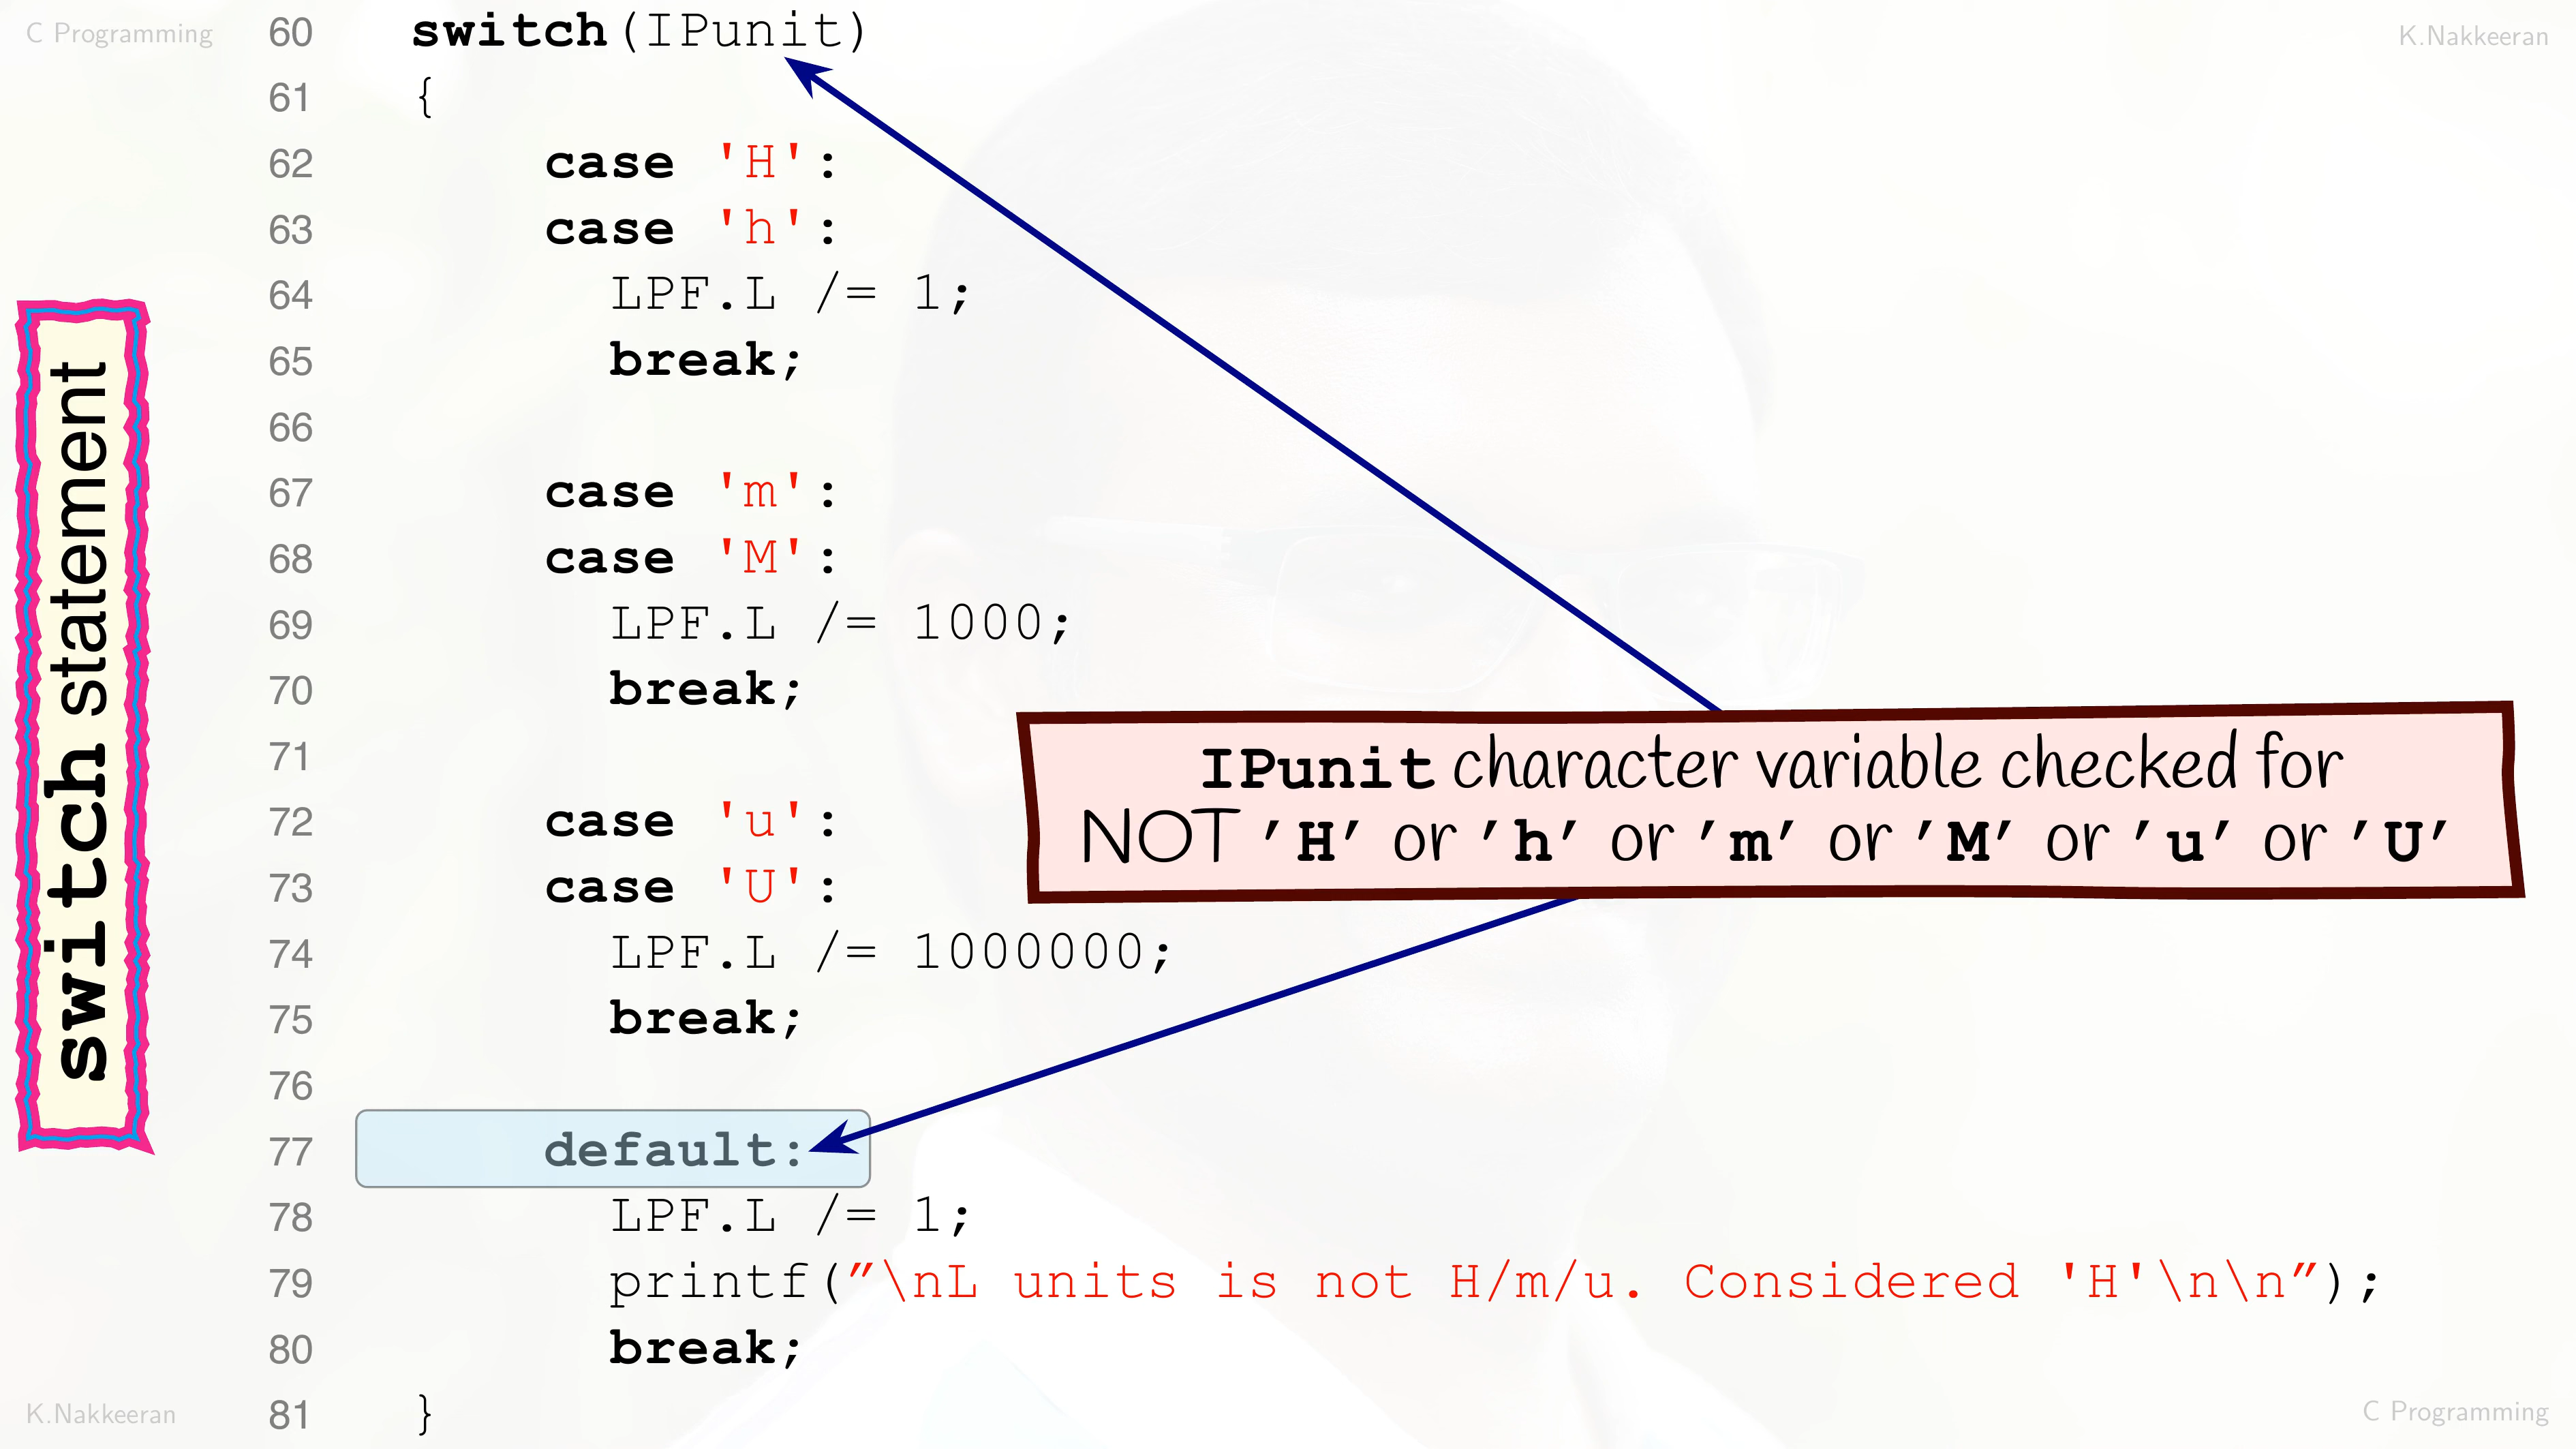 C Programming
K.Nakkeeran
switch statement
60 switch(IPunit)
61 {
62 case 'H':
63 case 'h':
64 LPF.L /= 1;
65 break;
66
67 case 'm':
68 case 'M':
69 LPF.L /= 1000;
70 break;
71
72 case 'u':
73 case 'U':
74 LPF.L /= 1000000;
75 break;
76
77 default:
78 LPF.L /= 1;
79 printf("\nL units is not H/m/u. Considered 'H'\n\n");
80 break;
81 }
IPunit character variable checked for
NOT 'H' or 'h' or 'm' or 'M' or 'u' or 'U'
K.Nakkeeran
C Programming